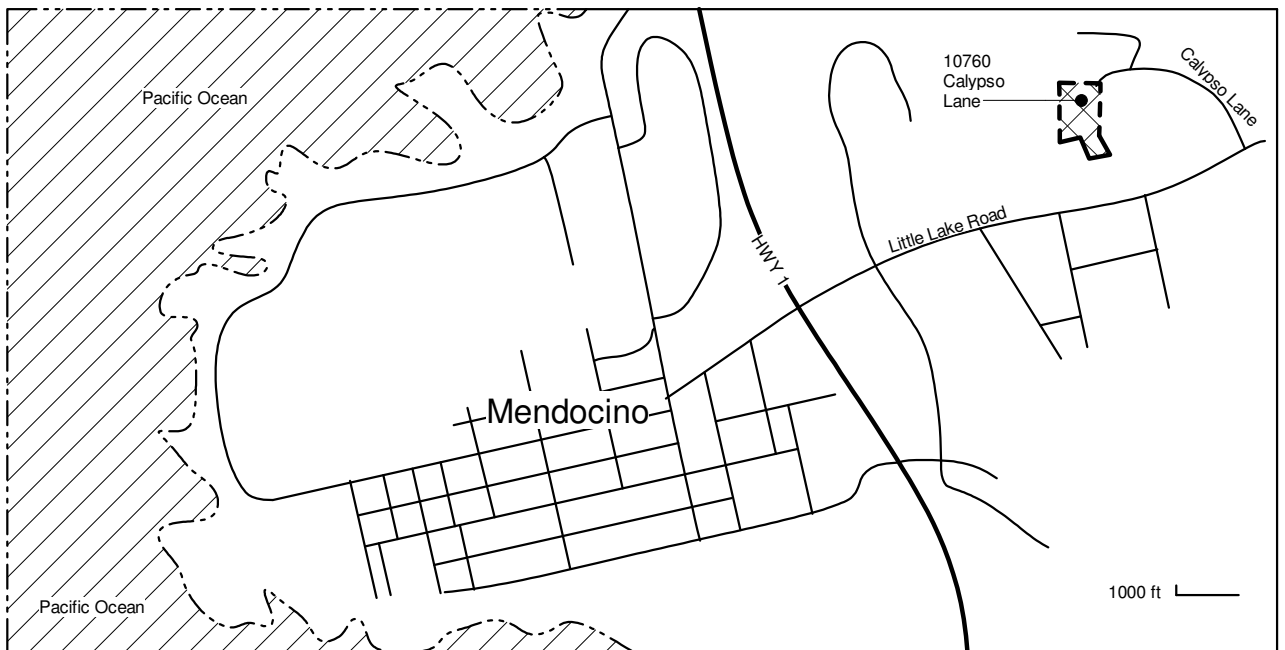 Pacific Ocean
10760
Calypso
Lane
Calypso Lane
Little Lake Road
HWY 1
Mendocino
Pacific Ocean
1000 ft